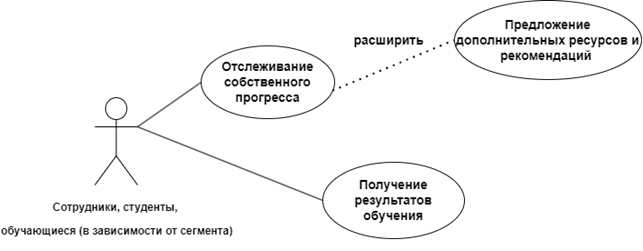 Предложение
дополнительных ресурсов и
рекомендаций
расширить
Отслеживание
собственного
прогресса
Получение
результатов
обучения
Сотрудники, студенты,
обучающиеся (в зависимости от сегмента)